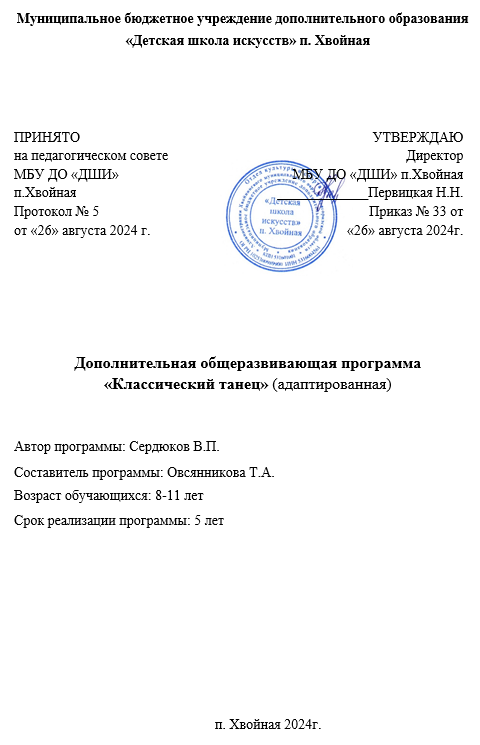 Муниципальное бюджетное учреждение дополнительного образования
«Детская школа искусств» п. Хвойная
ПРИНЯТО
на педагогическом совете
МБУ ДО «ДШИ»
п.Хвойная
Протокол № 5
от «26» августа 2024 г.
УТВЕРЖДАЮ
Директор
МБУ ДО «ДШИ» п.Хвойная
Первицкая Н.Н.
Приказ № 33 от
«26» августа 2024г.
«Детская
школа
искусств»
п. Хвойная
Дополнительная общеразвивающая программа
«Классический танец» (адаптированная)
Автор программы: Сердюков В.П.
Составитель программы: Овсянникова Т.А.
Возраст обучающихся: 8-11 лет
Срок реализации программы: 5 лет
п. Хвойная 2024г.